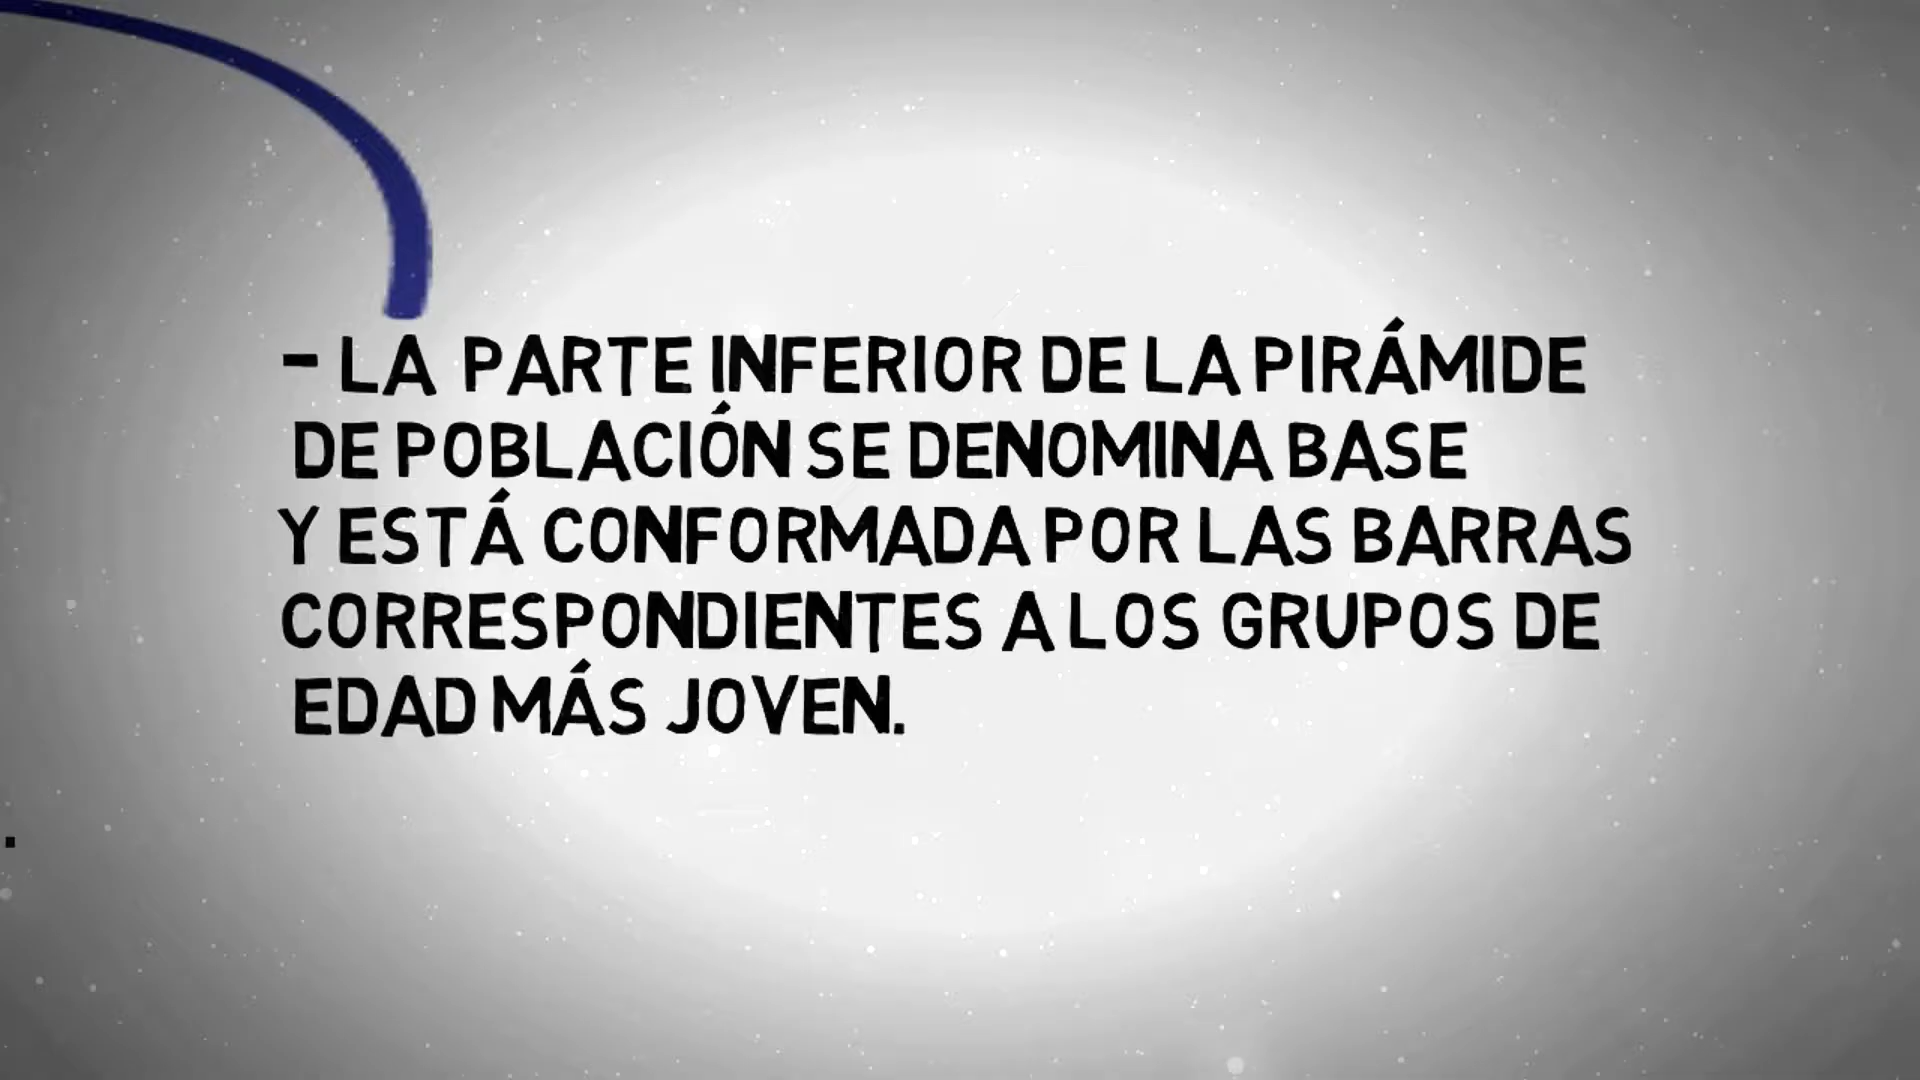 - LA PARTE INFERIOR DE LA PIRÁMIDE
DE POBLACIÓN SE DENOMINA BASE
Y ESTÁ CONFORMADA POR LAS BARRAS
CORRESPONDIENTES A LOS GRUPOS DE
EDAD MÁS JOVEN.